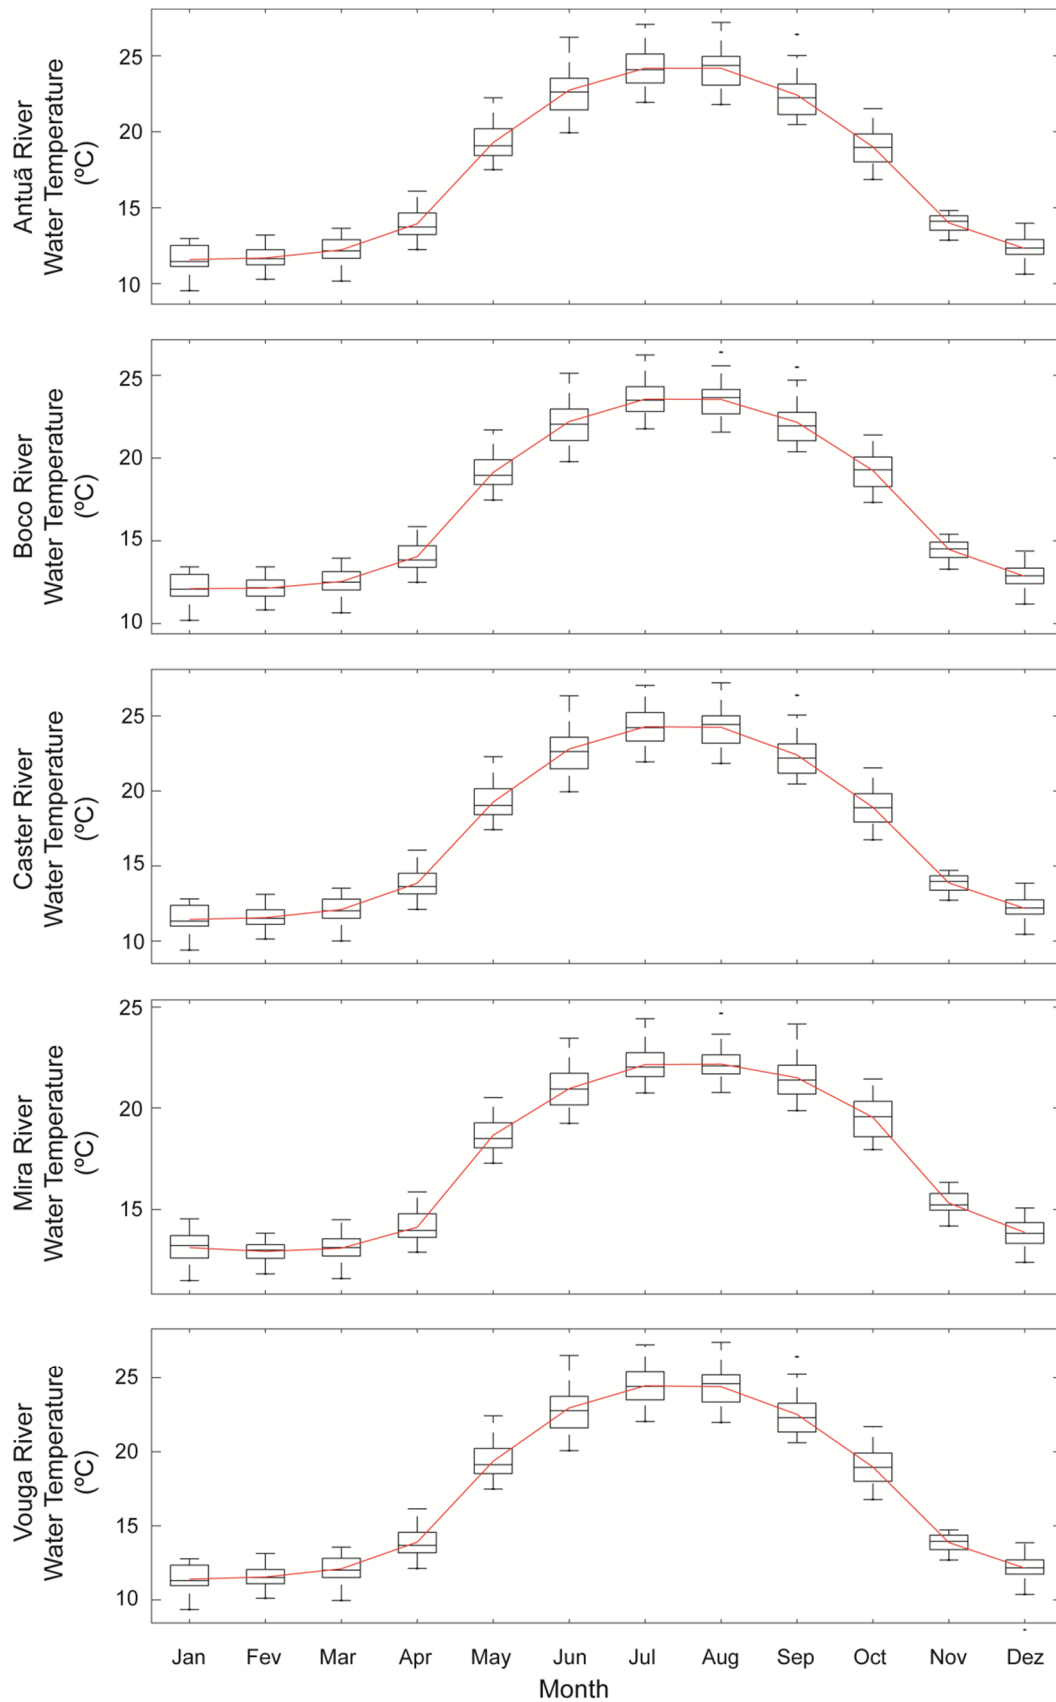 Antuã River
Water Temperature
(ºC)
25
20
15
10
Boco River
Water Temperature
(ºC)
25
20
15
10
Caster River
Water Temperature
(ºC)
25
20
15
10
Mira River
Water Temperature
(ºC)
25
20
15
Vouga River
Water Temperature
(ºC)
25
20
15
10
Jan Fev Mar Apr May Jun Jul Aug Sep Oct Nov Dez
Month